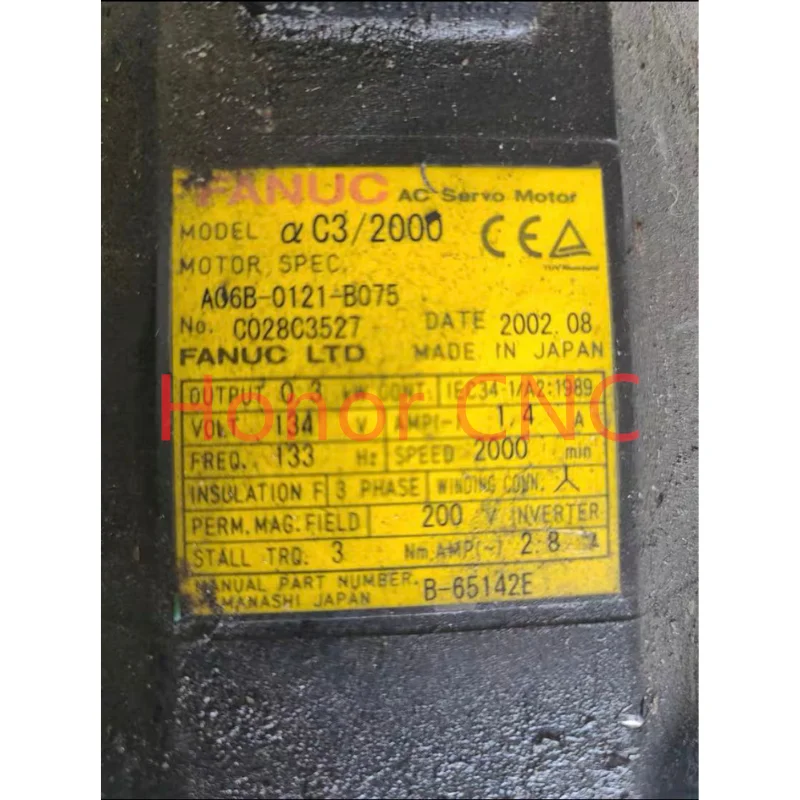 FANUC AC Servo Motor
MODEL α C3/2000 CE
MOTOR SPEC.
A06B-0121-B075
No. C028C3527 DATE 2002.08
FANUC LTD MADE IN JAPAN
OUTPUT 0.3 kW CONT. IEC34-1/A2:1989
Honor CNC
VOLT 134 V AMP(~) 1.4 A
FREQ. 133 Hz SPEED 2000 min
INSULATION F 3 PHASE WINDING CONN.
PERM.MAG.FIELD 200 V INVERTER
STALL TRQ. 3 Nm AMP(~) 2.8 A
MANUAL PART NUMBER. B-65142E
YAMANASHI JAPAN